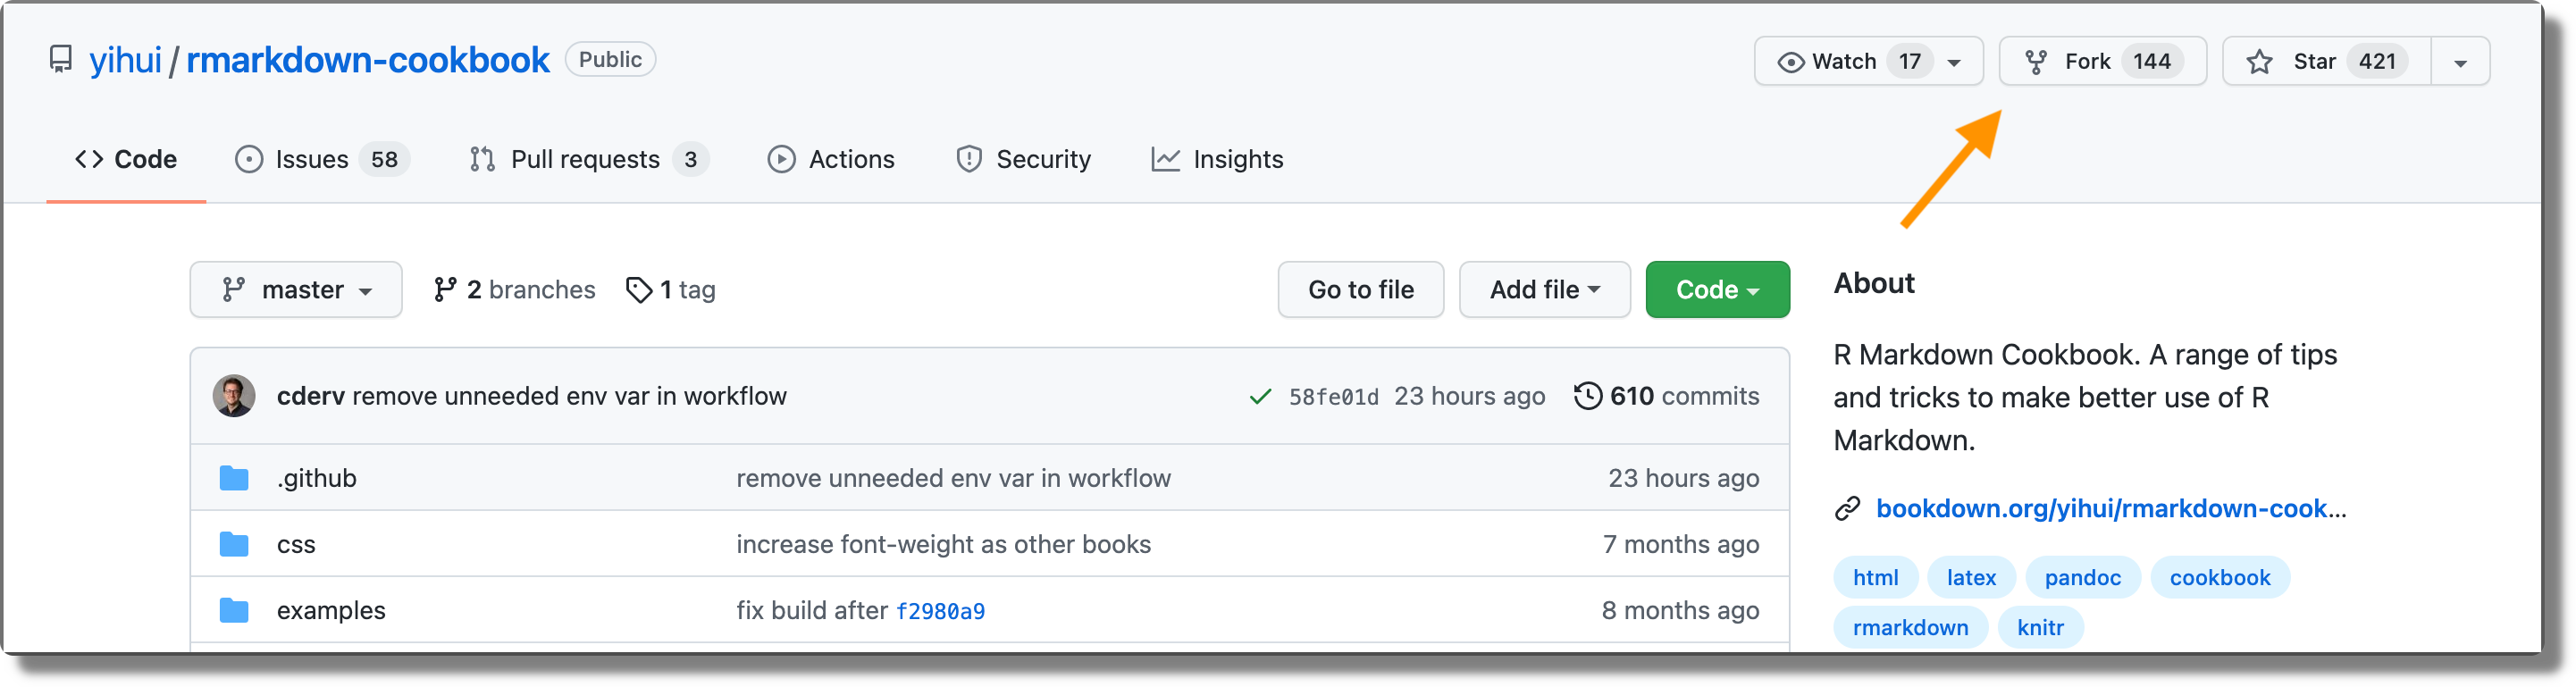 yihui / rmarkdown-cookbook Public Watch 17 Fork 144 Star 421
Code Issues 58 Pull requests 3 Actions Security Insights
master 2 branches 1 tag Go to file Add file Code
cderv remove unneeded env var in workflow 58fe01d 23 hours ago 610 commits
.github remove unneeded env var in workflow 23 hours ago
css increase font-weight as other books 7 months ago
examples fix build after f2980a9 8 months ago
About
R Markdown Cookbook. A range of tips
and tricks to make better use of R
Markdown.
bookdown.org/yihui/rmarkdown-cook...
html latex pandoc cookbook
rmarkdown knitr